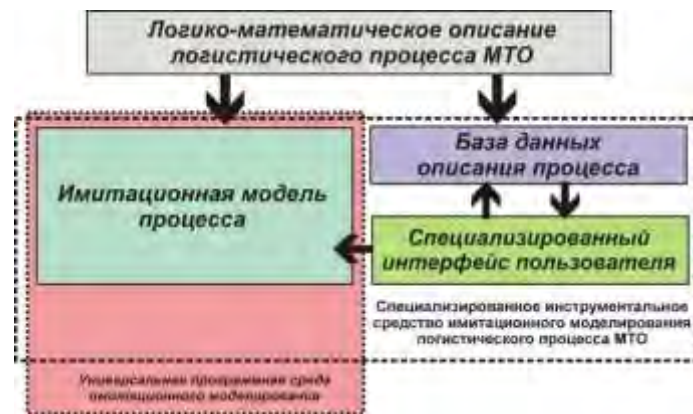 Логико-математическое описание
логистического процесса МТО
База данных
описания процесса
Имитационная модель
процесса
Специализированный
интерфейс пользователя
Специализированное инструментальное
средство имитационного моделирования
логистического процесса МТО
Универсальная программная среда
имитационного моделирования